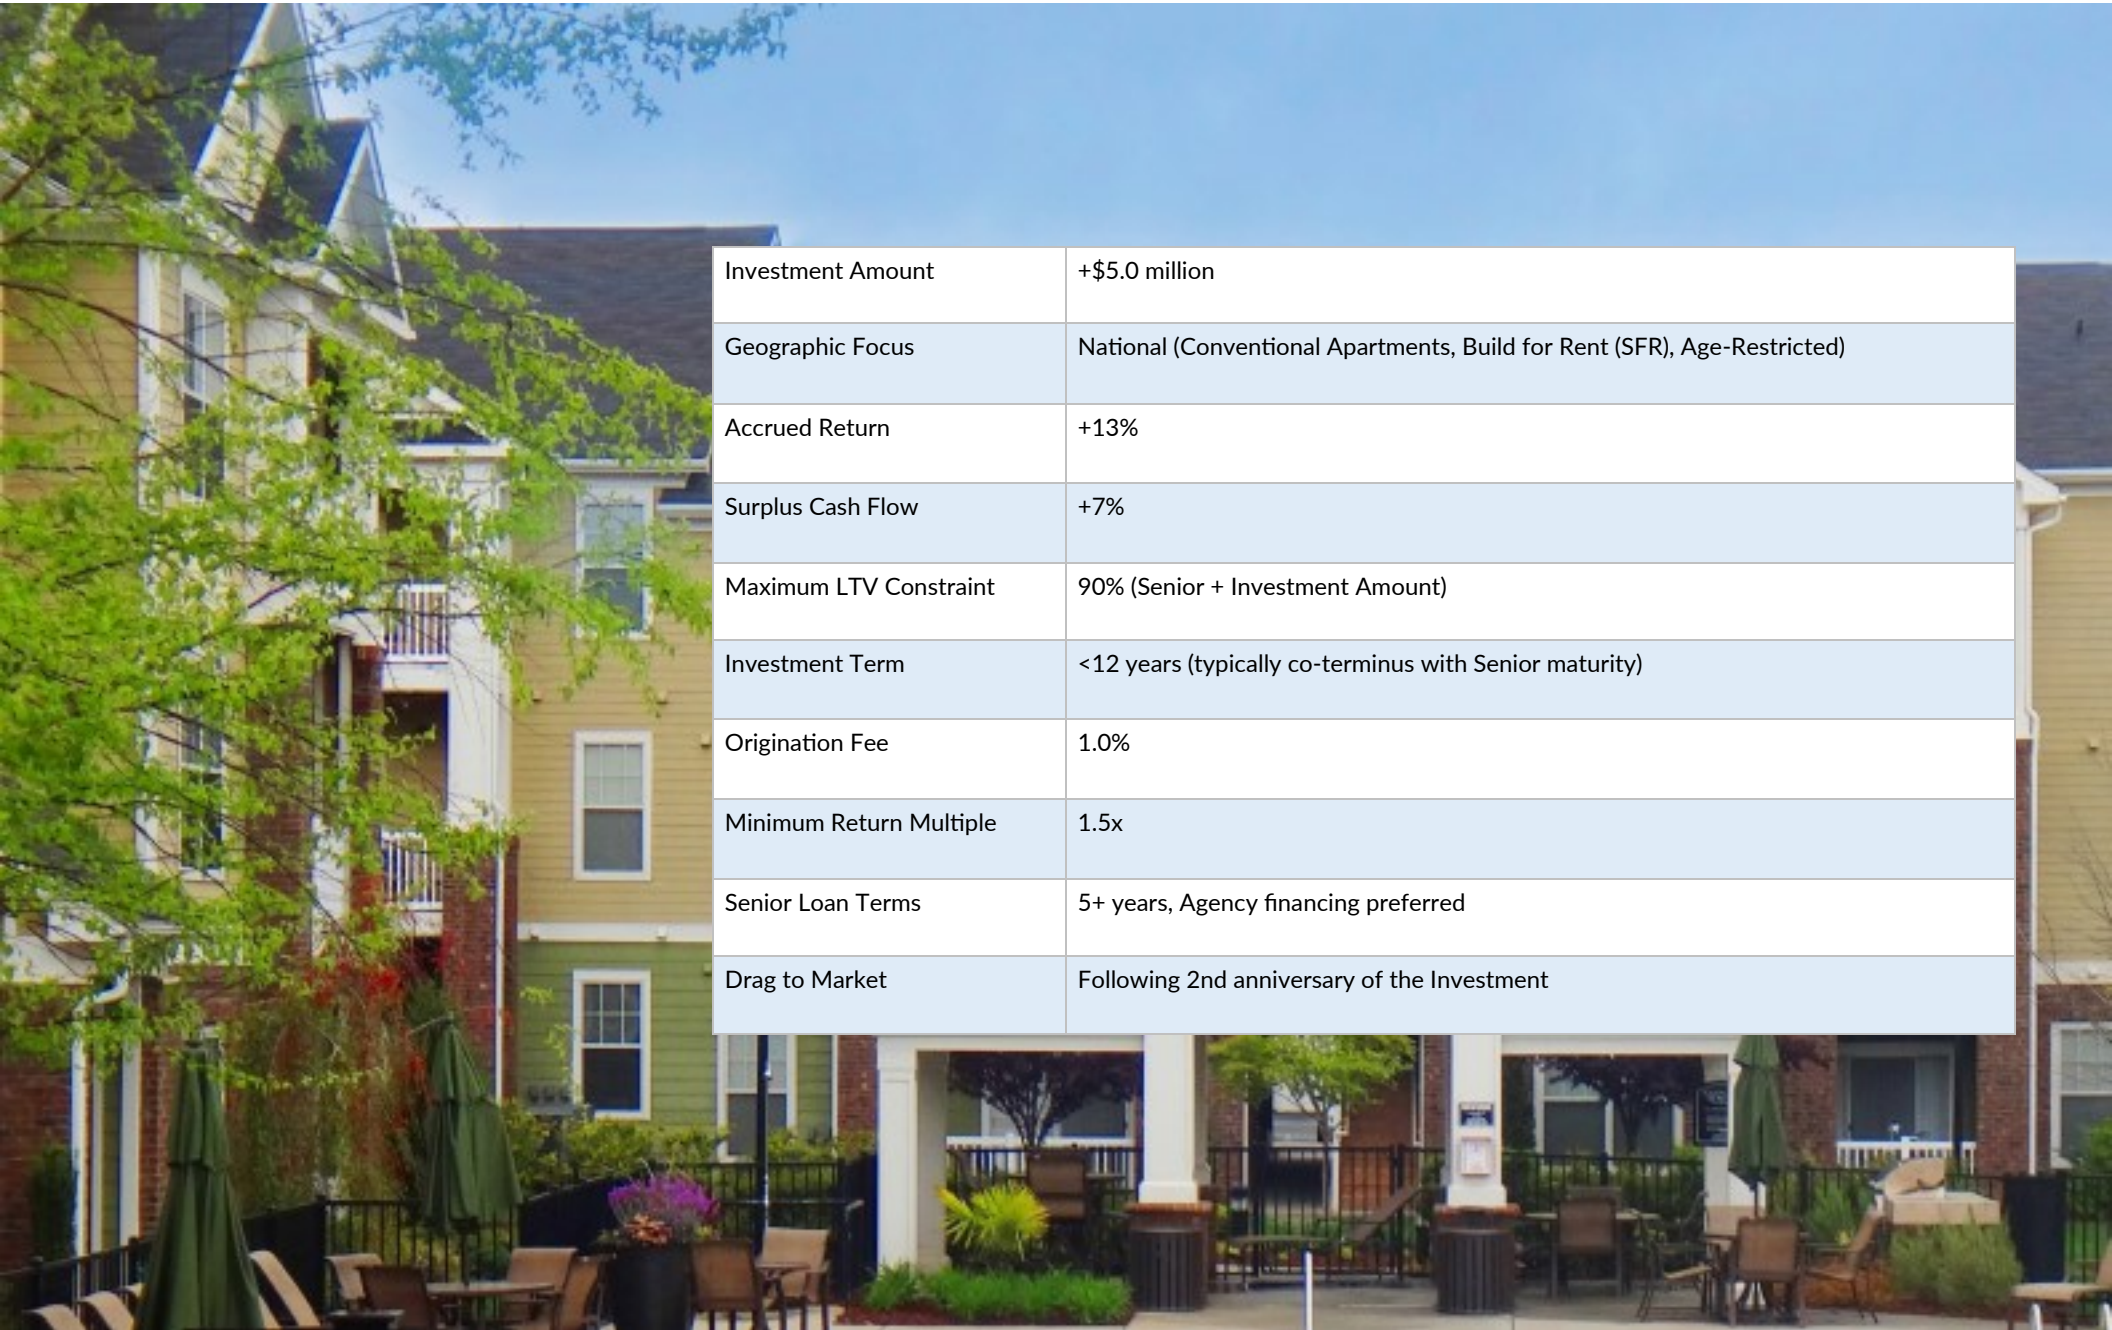 Investment Amount +$5.0 million
Geographic Focus National (Conventional Apartments, Build for Rent (SFR), Age-Restricted)
Accrued Return +13%
Surplus Cash Flow +7%
Maximum LTV Constraint 90% (Senior + Investment Amount)
Investment Term <12 years (typically co-terminus with Senior maturity)
Origination Fee 1.0%
Minimum Return Multiple 1.5x
Senior Loan Terms 5+ years, Agency financing preferred
Drag to Market Following 2nd anniversary of the Investment